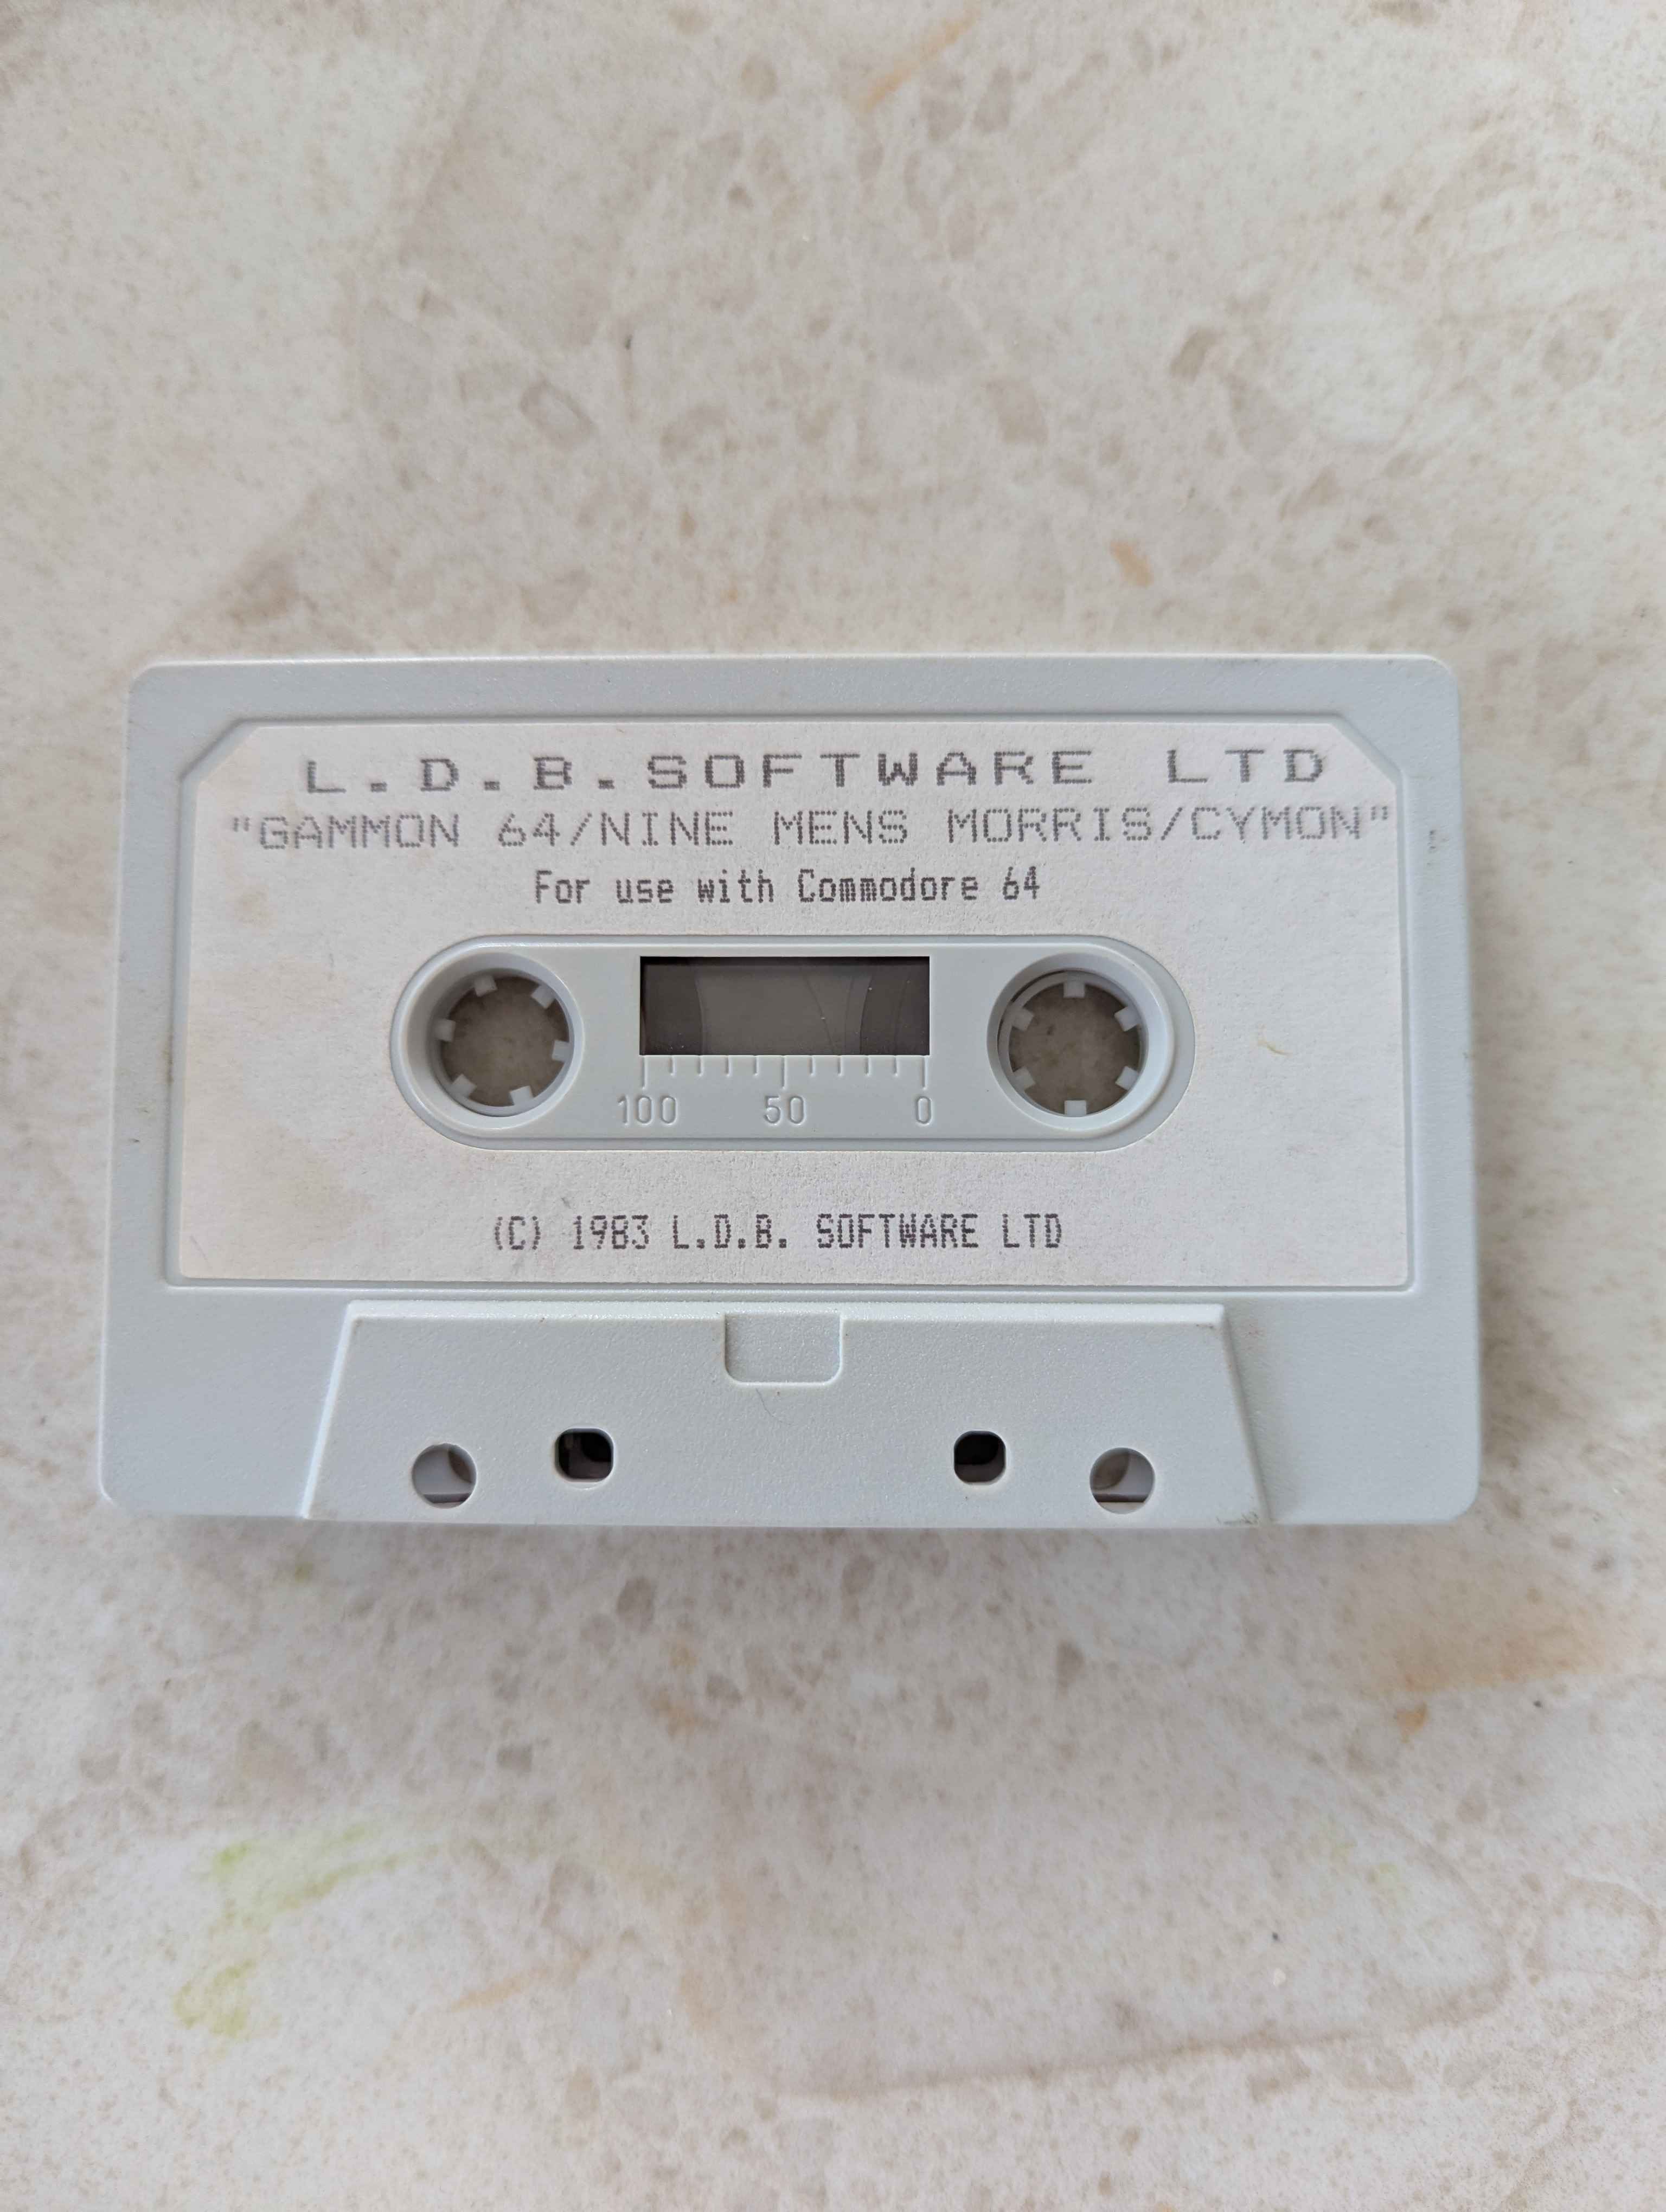 L.D.B.SOFTWARE LTD
"GAMMON 64/NINE MENS MORRIS/CYMON"
For use with Commodore 64
100 50 0
(C) 1983 L.D.B. SOFTWARE LTD